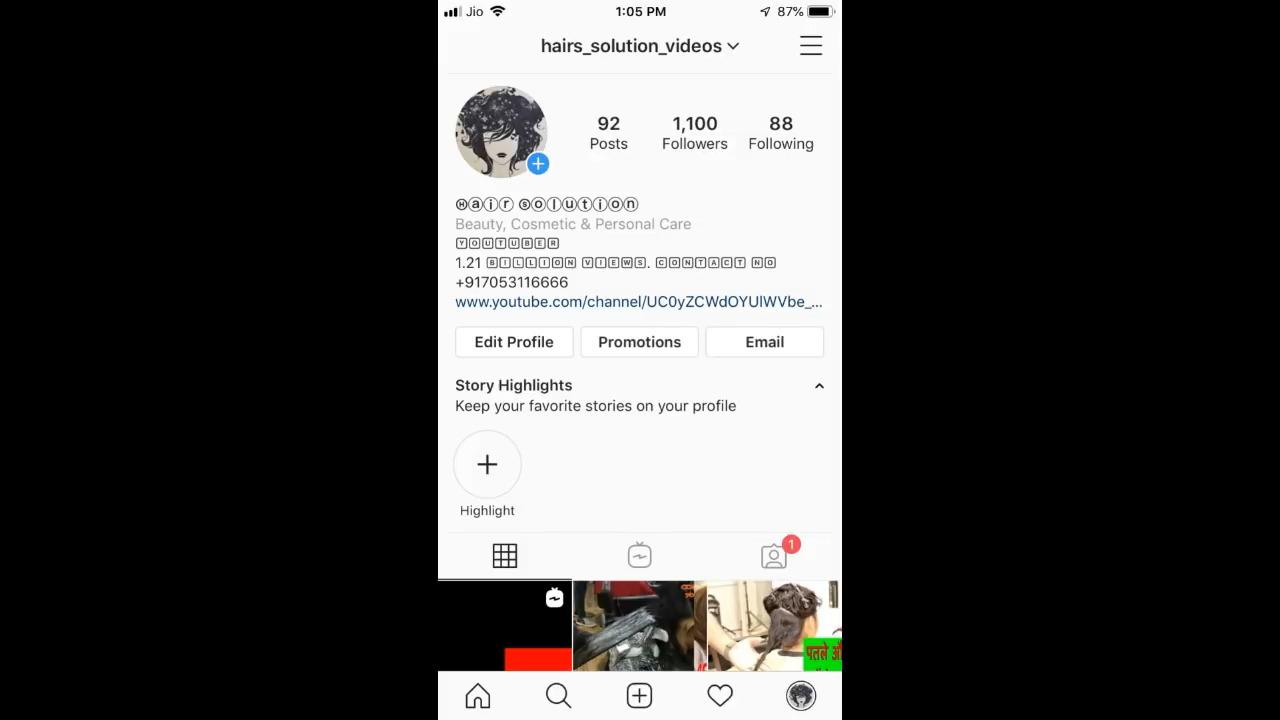 Jio 1:05 PM 87%
hairs_solution_videos
92 1,100 88
Posts Followers Following
Ⓗⓐⓘⓡ ⓢⓞⓛⓤⓣⓘⓞⓝ
Beauty, Cosmetic & Personal Care
🅈🄾🅄🅃🅄🄱🄴🅁
1.21 🄱🄸🄻🄻🄸🄾🄽 🅅🄸🄴🅆🅂. 🄲🄾🄽🅃🄰🄲🅃 🄽🄾
+917053116666
www.youtube.com/channel/UC0yZCWdOYUlWVbe_...
Edit Profile Promotions Email
Story Highlights
Keep your favorite stories on your profile
Highlight
1
पतले औ